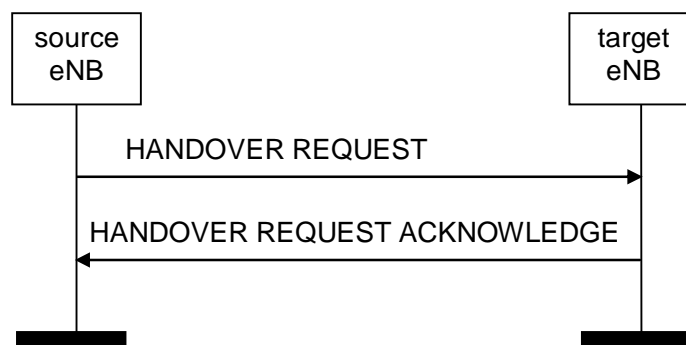 source
eNB
target
eNB
HANDOVER REQUEST
HANDOVER REQUEST ACKNOWLEDGE